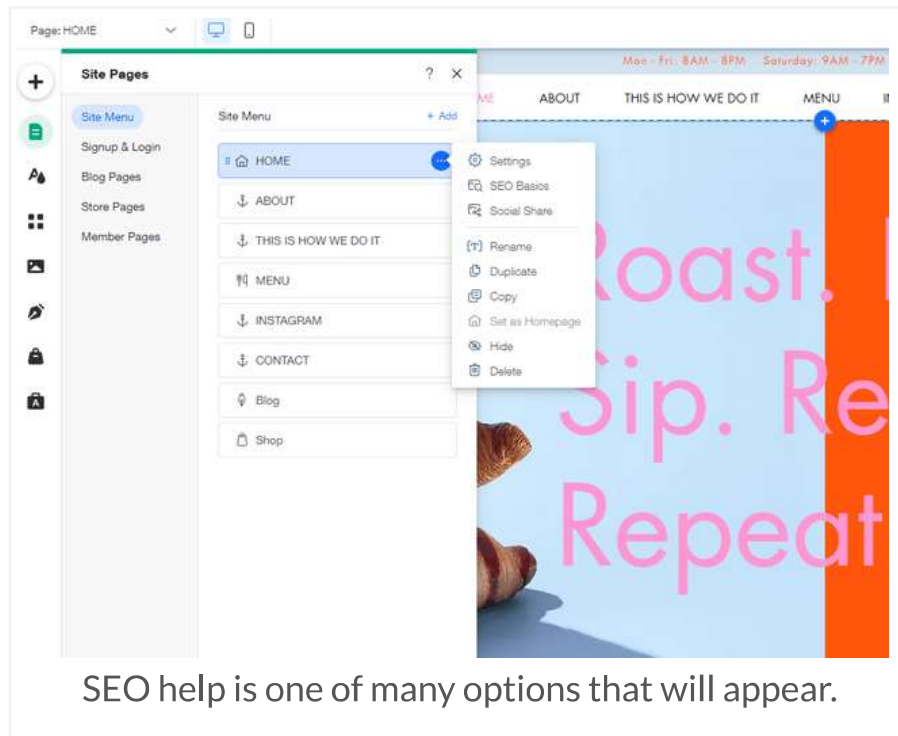 Page: HOME
Mon - Fri: 8AM - 8PM Saturday: 9AM - 7PM
Site Pages
? ×
ABOUT THIS IS HOW WE DO IT MENU
Site Menu
Signup & Login
Blog Pages
Store Pages
Member Pages
Site Menu
+ Add
HOME
ABOUT
THIS IS HOW WE DO IT
MENU
INSTAGRAM
CONTACT
Blog
Shop
Settings
SEO Basics
Social Share
Rename
Duplicate
Copy
Set as Homepage
Hide
Delete
Roast.
Sip. Re
Repeat
SEO help is one of many options that will appear.